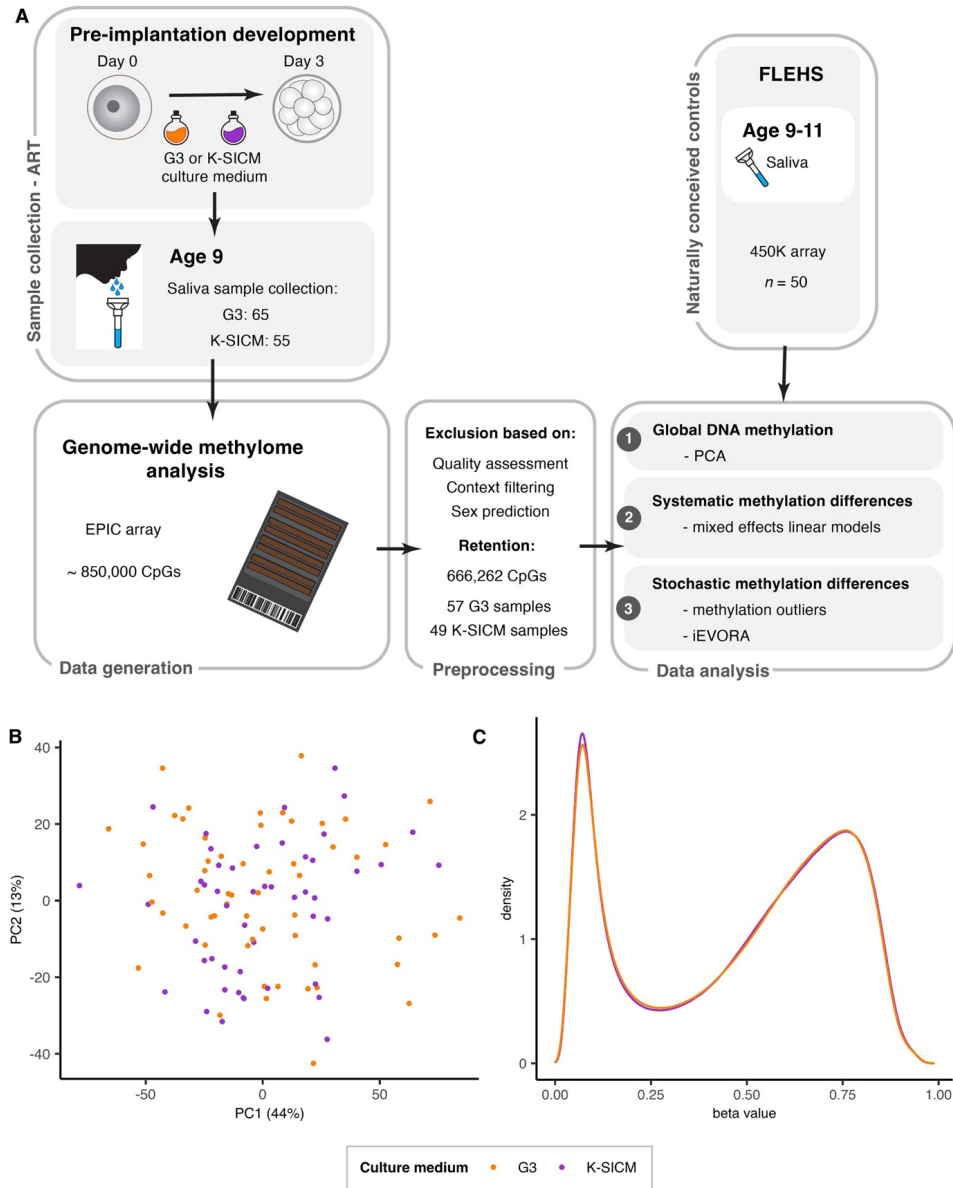 A
Pre-implantation development
Day 0
Day 3
G3 or K-SICM
culture medium
Sample collection - ART
Age 9
Saliva sample collection:
G3: 65
K-SICM: 55
Naturally conceived controls
FLEHS
Age 9-11
Saliva
450K array
n = 50
Genome-wide methylome
analysis
EPIC array
~ 850,000 CpGs
Data generation
Exclusion based on:
Quality assessment
Context filtering
Sex prediction
Retention:
666,262 CpGs
57 G3 samples
49 K-SICM samples
Preprocessing
1
Global DNA methylation
- PCA
2
Systematic methylation differences
- mixed effects linear models
3
Stochastic methylation differences
- methylation outliers
- iEVORA
Data analysis
B
40
20
0
-20
-40
PC2 (13%)
-50
0
50
PC1 (44%)
C
2
1
0
density
0.00
0.25
0.50
0.75
1.00
beta value
Culture medium
G3
K-SICM